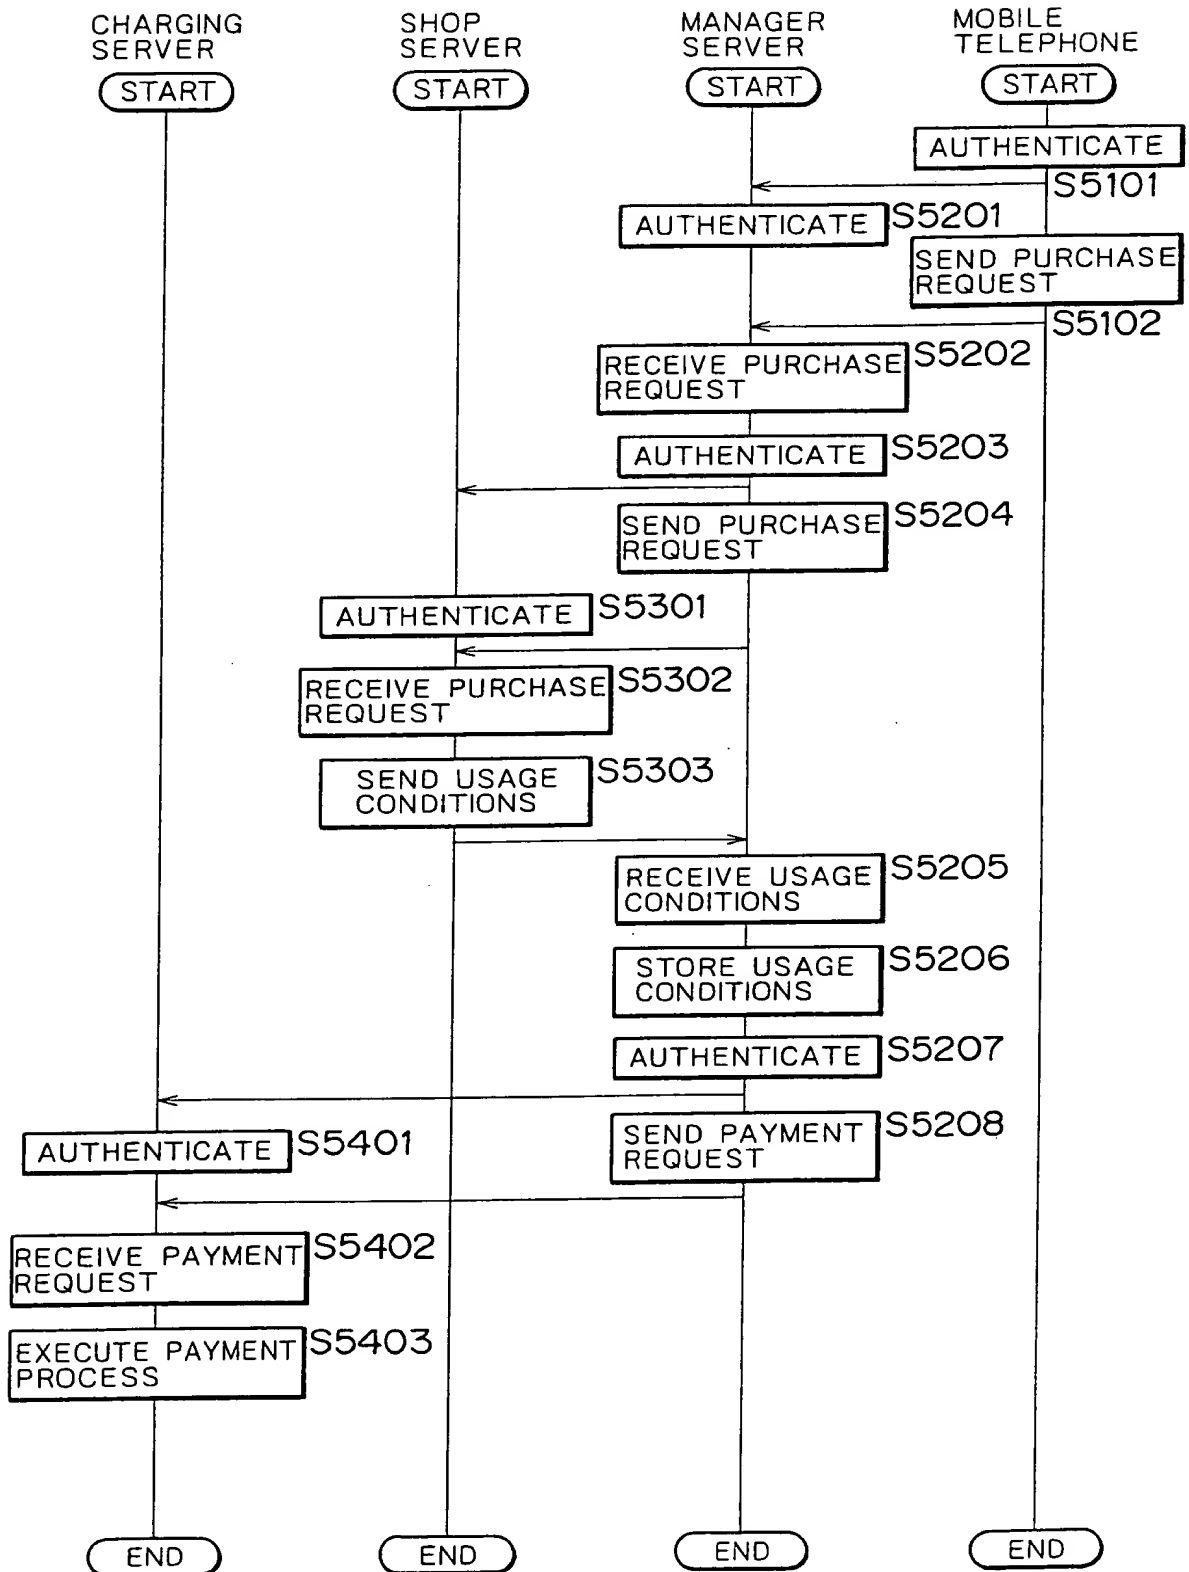 CHARGING
SERVER
SHOP
SERVER
MANAGER
SERVER
MOBILE
TELEPHONE
START
START
START
START
AUTHENTICATE
S5101
AUTHENTICATE
S5201
SEND PURCHASE
REQUEST
S5102
RECEIVE PURCHASE
REQUEST
S5202
AUTHENTICATE
S5203
SEND PURCHASE
REQUEST
S5204
AUTHENTICATE
S5301
RECEIVE PURCHASE
REQUEST
S5302
SEND USAGE
CONDITIONS
S5303
RECEIVE USAGE
CONDITIONS
S5205
STORE USAGE
CONDITIONS
S5206
AUTHENTICATE
S5207
SEND PAYMENT
REQUEST
S5208
AUTHENTICATE
S5401
RECEIVE PAYMENT
REQUEST
S5402
EXECUTE PAYMENT
PROCESS
S5403
END
END
END
END